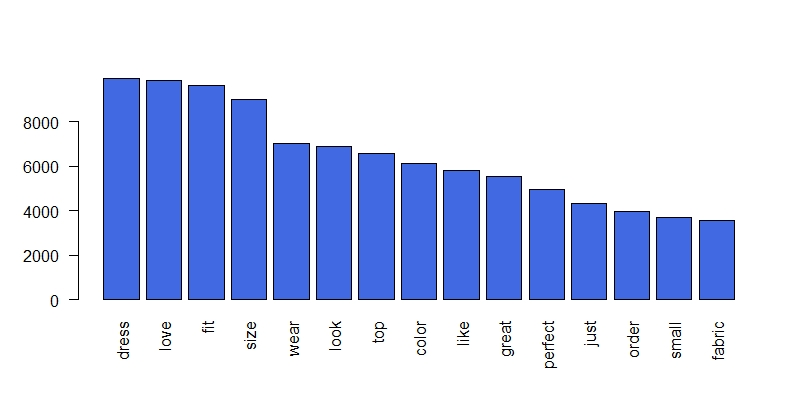 8000
6000
4000
2000
0
dress
love
fit
size
wear
look
top
color
like
great
perfect
just
order
small
fabric